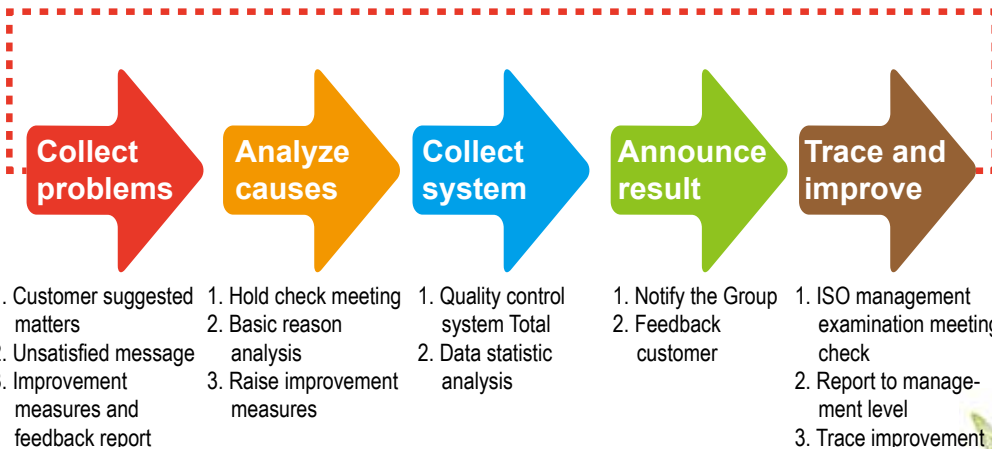 Collect
problems
Analyze
causes
Collect
system
Announce
result
Trace and
improve
. Customer suggested
matters
2. Unsatisfied message
3. Improvement
measures and
feedback report
1. Hold check meeting
2. Basic reason
analysis
3. Raise improvement
measures
1. Quality control
system Total
2. Data statistic
analysis
1. Notify the Group
2. Feedback
customer
1. ISO management
examination meeting
check
2. Report to manage-
ment level
3. Trace improvement